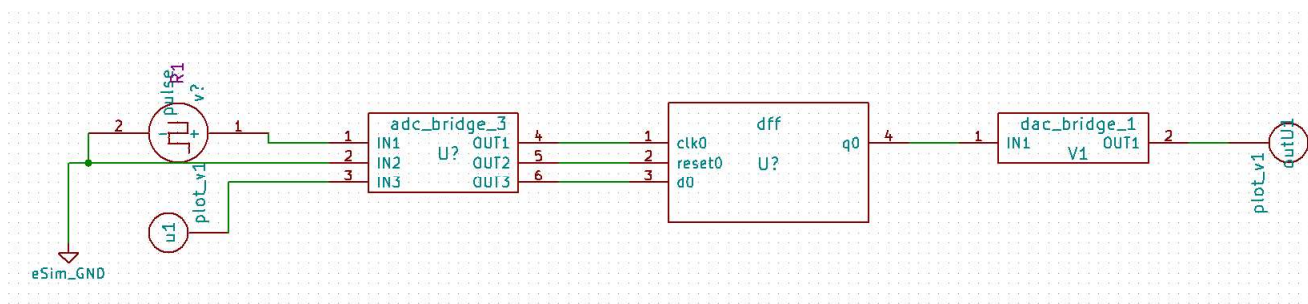 R1
pulse
v?
2
1
plot_v1
u1
eSim_GND
adc_bridge_3
U?
1 IN1 OUT1 4
2 IN2 OUT2 5
3 IN3 OUT3 6
dff
U?
1 clk0 q0 4
2 reset0
3 d0
dac_bridge_1
1 IN1 OUT1 2
V1
outU1
plot_v1